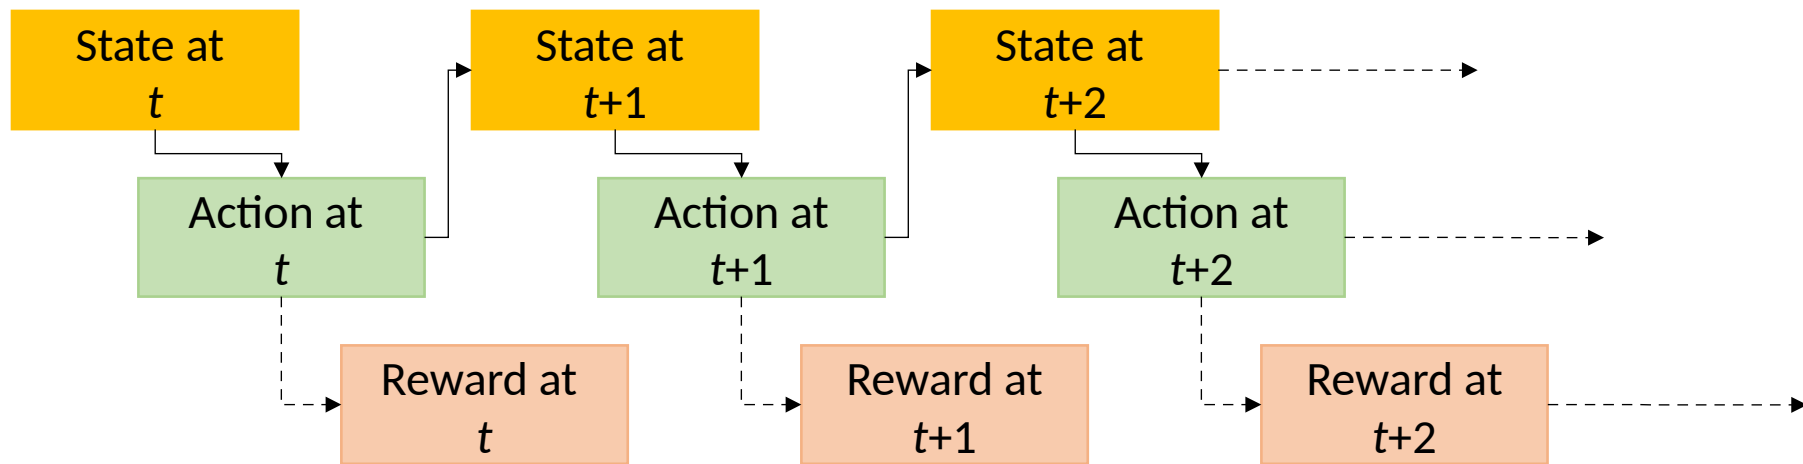 State at
t
State at
t+1
State at
t+2
Action at
t
Action at
t+1
Action at
t+2
Reward at
t
Reward at
t+1
Reward at
t+2